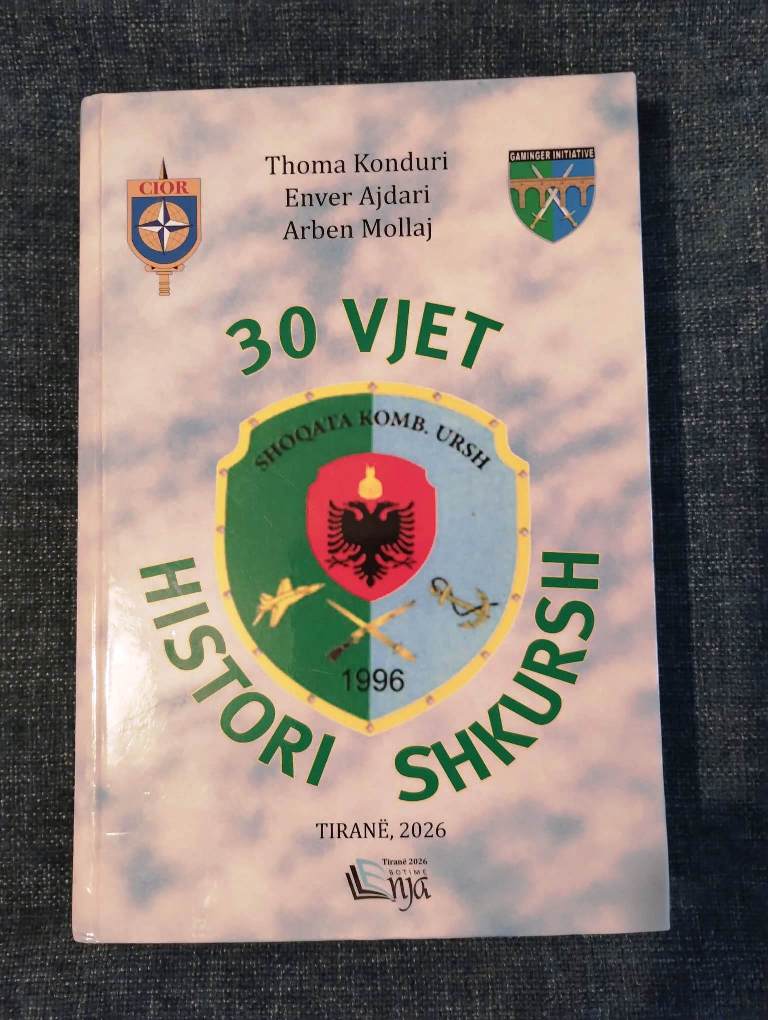 Thoma Konduri
Enver Ajdari
Arben Mollaj
CIOR
GAMINGER INITIATIVE
30 VJET
SHOQATA KOMB. URSH
1996
HISTORI SHKURSH
TIRANË, 2026
Tiranë 2026
BOTIME
Enja